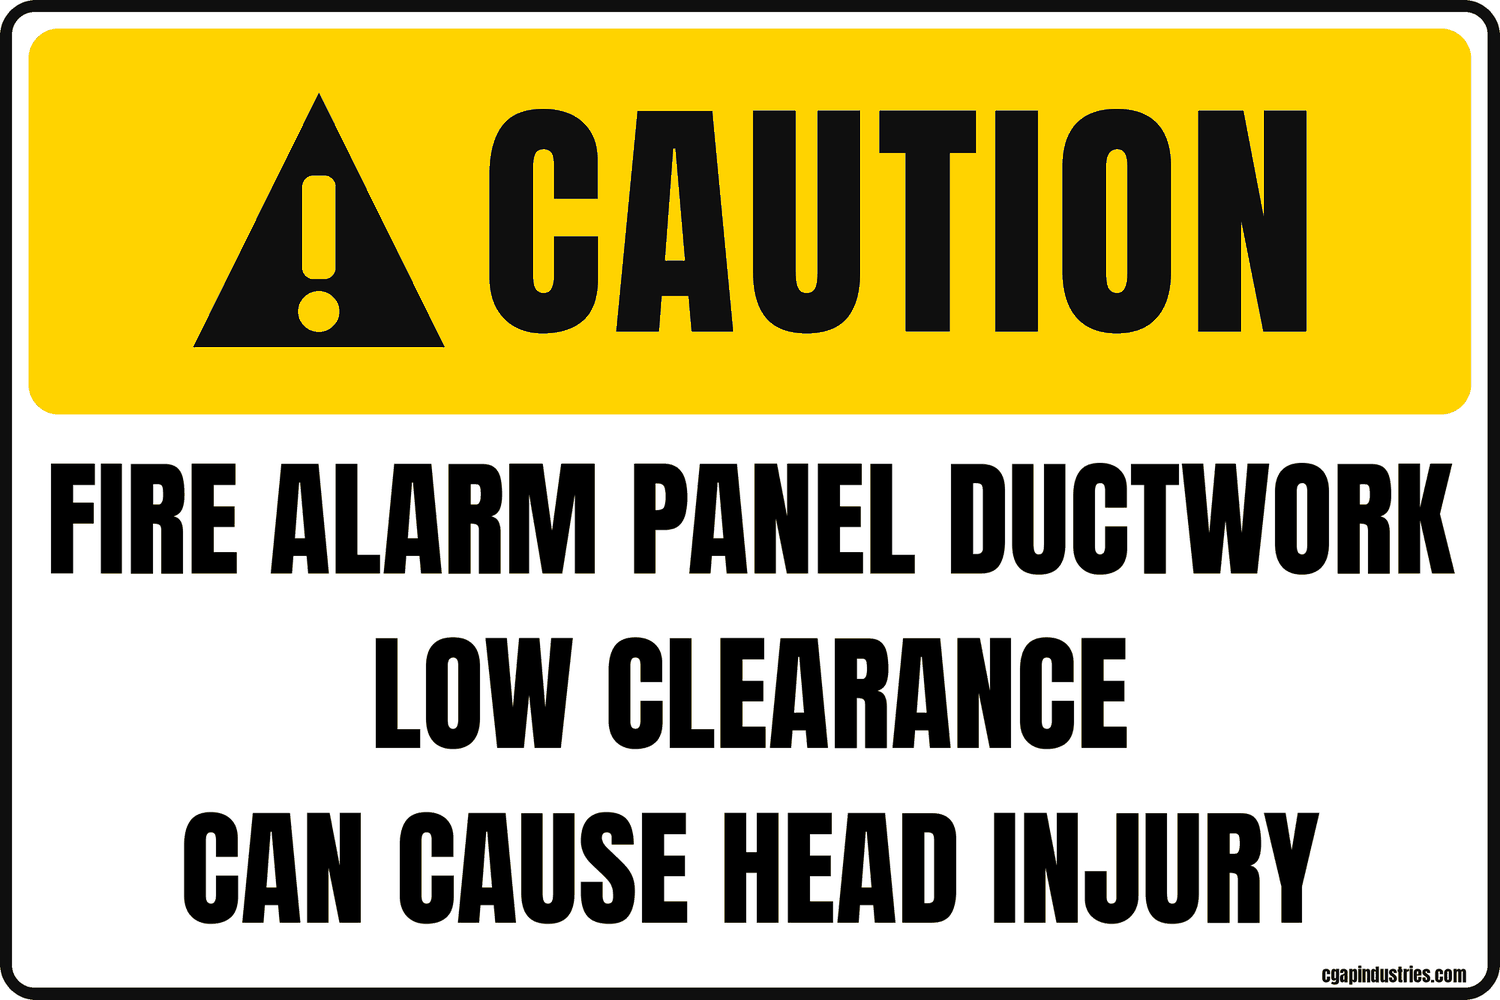 CAUTION
FIRE ALARM PANEL DUCTWORK
LOW CLEARANCE
CAN CAUSE HEAD INJURY
cgapindustries.com